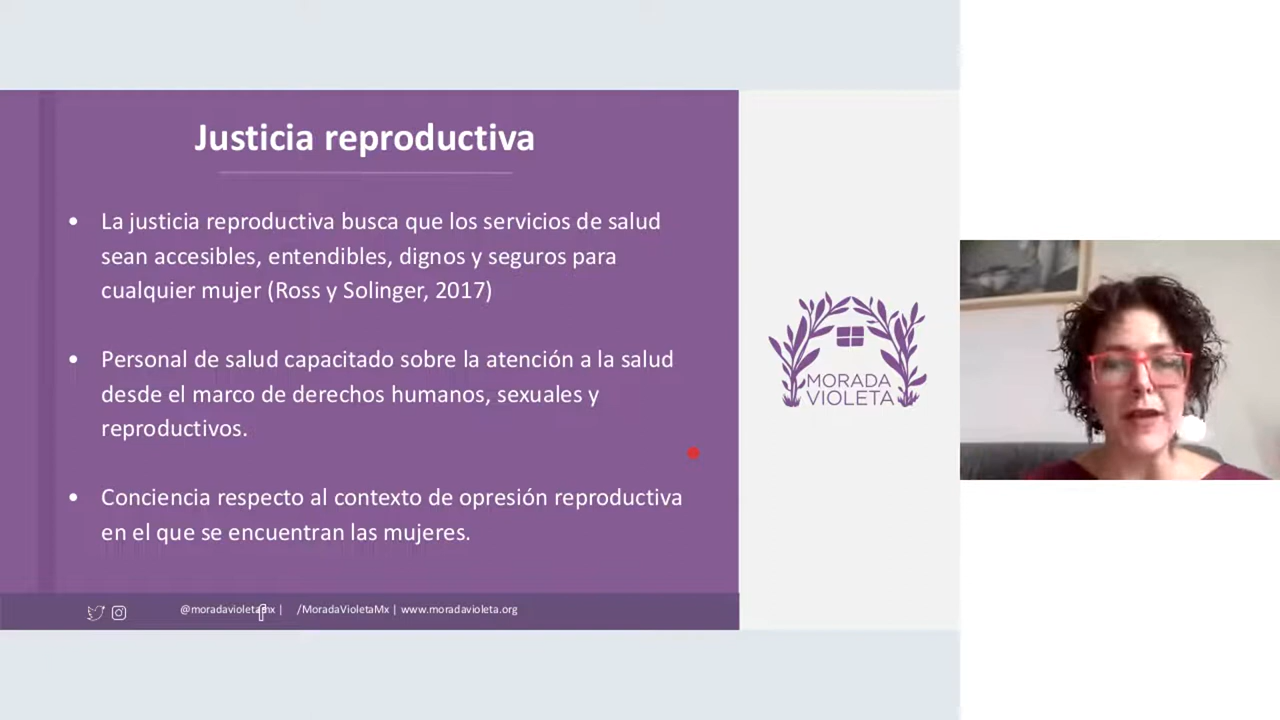 Justicia reproductiva
• La justicia reproductiva busca que los servicios de salud
sean accesibles, entendibles, dignos y seguros para
cualquier mujer (Ross y Solinger, 2017)
• Personal de salud capacitado sobre la atención a la salud
desde el marco de derechos humanos, sexuales y
reproductivos.
• Conciencia respecto al contexto de opresión reproductiva
en el que se encuentran las mujeres.
MORADA
VIOLETA
@moradavioletamx | /MoradaVioletaMx | www.moradavioleta.org